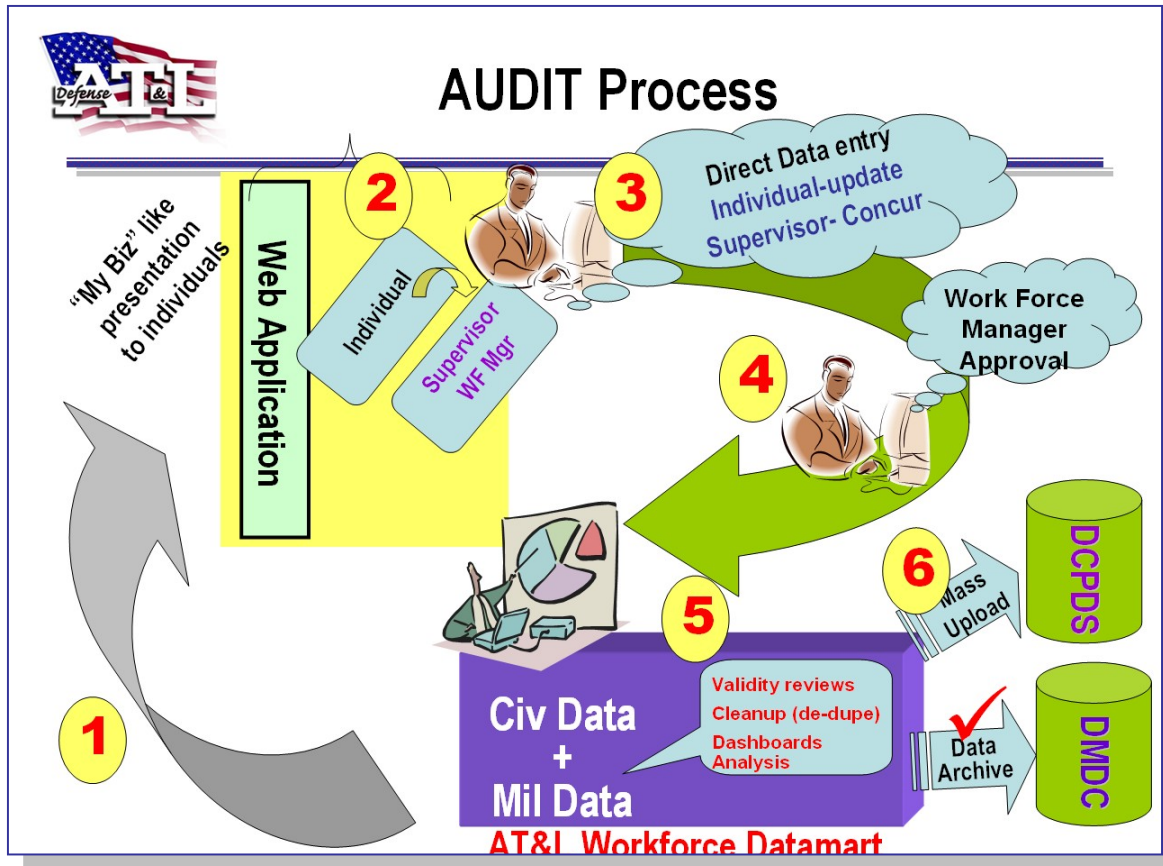 Defense AT&L
AUDIT Process
"My Biz" like
presentation
to individuals
Web Application
2
Individual
Supervisor
WF Mgr
3
Direct Data entry
Individual-update
Supervisor- Concur
Work Force
Manager
Approval
4
1
5
Civ Data
+
Mil Data
AT&L Workforce Datamart
Validity reviews
Cleanup (de-dupe)
Dashboards
Analysis
6
Mass
Upload
DCPDS
Data
Archive
DMDC